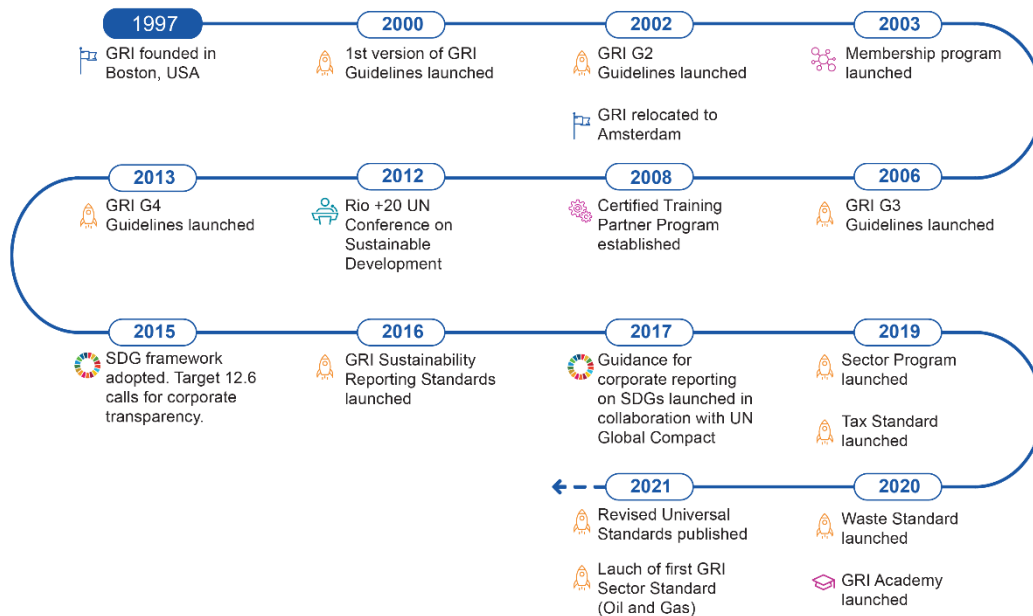 1997
GRI founded in
Boston, USA
2000
1st version of GRI
Guidelines launched
2002
GRI G2
Guidelines launched
GRI relocated to
Amsterdam
2003
Membership program
launched
2006
GRI G3
Guidelines launched
2008
Certified Training
Partner Program
established
2012
Rio +20 UN
Conference on
Sustainable
Development
2013
GRI G4
Guidelines launched
2015
SDG framework
adopted. Target 12.6
calls for corporate
transparency.
2016
GRI Sustainability
Reporting Standards
launched
2017
Guidance for
corporate reporting
on SDGs launched in
collaboration with UN
Global Compact
2019
Sector Program
launched
Tax Standard
launched
2020
Waste Standard
launched
GRI Academy
launched
2021
Revised Universal
Standards published
Lauch of first GRI
Sector Standard
(Oil and Gas)